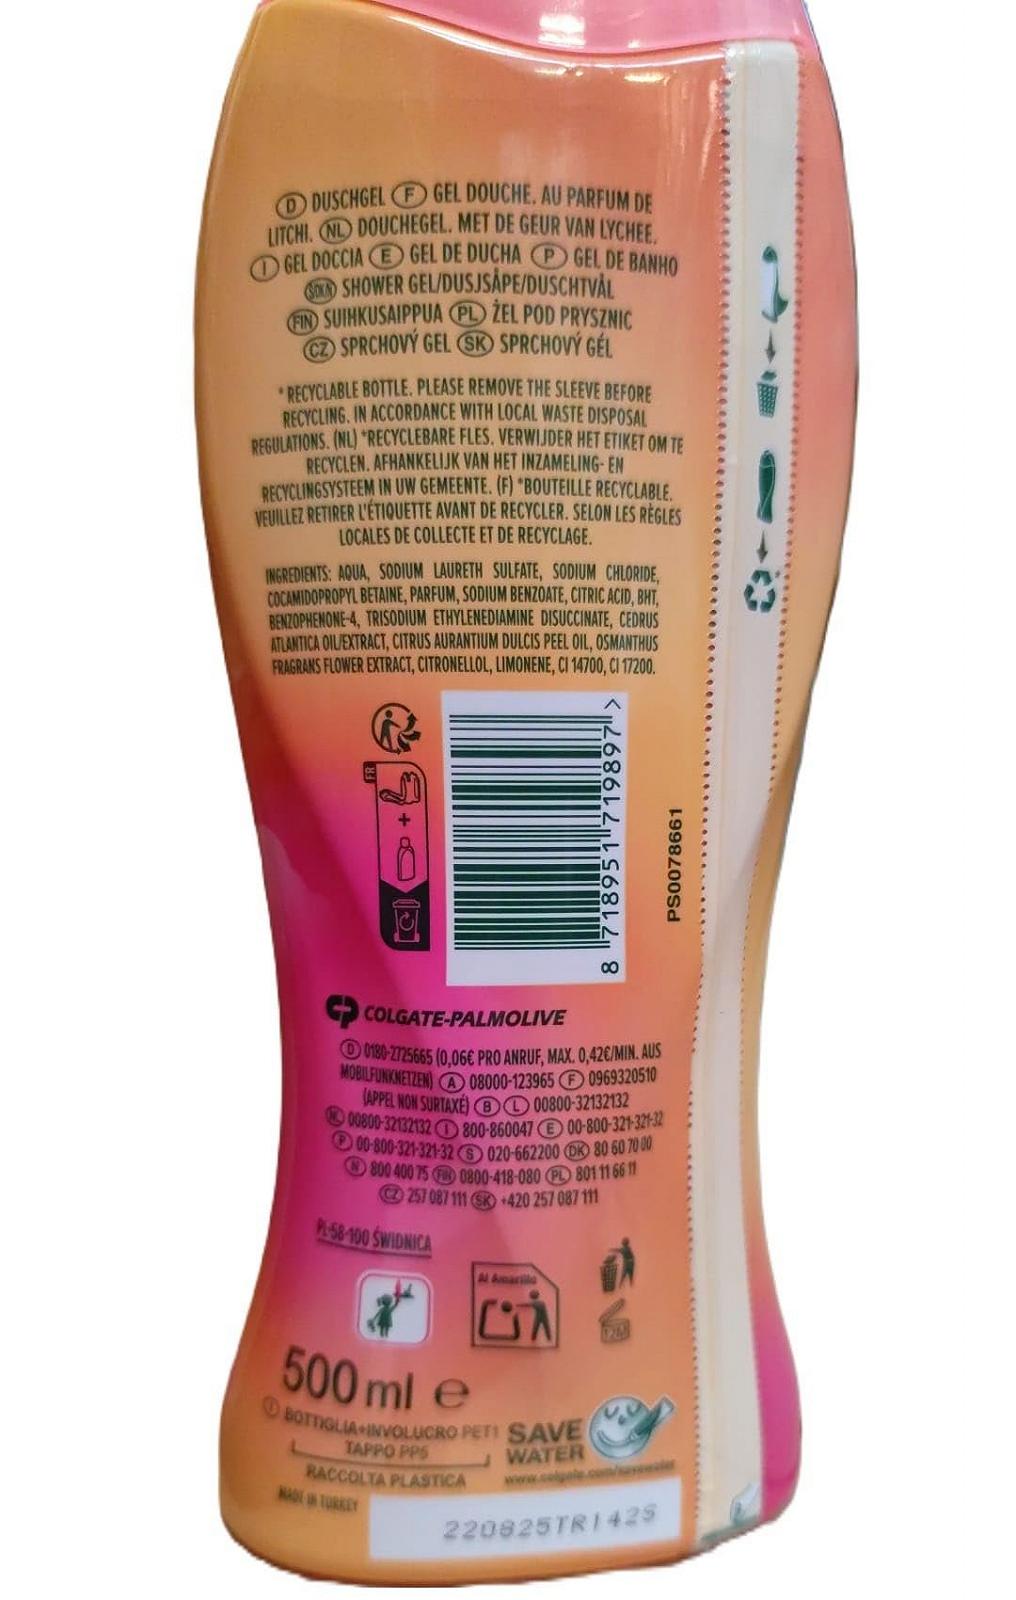 D DUSCHGEL F GEL DOUCHE. AU PARFUM DE
LITCHI. NL DOUCHEGEL. MET DE GEUR VAN LYCHEE.
I GEL DOCCIA E GEL DE DUCHA P GEL DE BANHO
SHOWER GEL/DUSJSÅPE/DUSCHTVÅL
FIN SUIHKUSAIPPUA PL ŻEL POD PRYSZNIC
CZ SPRCHOVÝ GEL SK SPRCHOVÝ GÉL
* RECYCLABLE BOTTLE. PLEASE REMOVE THE SLEEVE BEFORE
RECYCLING. IN ACCORDANCE WITH LOCAL WASTE DISPOSAL
REGULATIONS. (NL) *RECYCLEBARE FLES. VERWIJDER HET ETIKET OM TE
RECYCLEN. AFHANKELIJK VAN HET INZAMELING- EN
RECYCLINGSYSTEEM IN UW GEMEENTE. (F) *BOUTEILLE RECYCLABLE.
VEUILLEZ RETIRER L'ÉTIQUETTE AVANT DE RECYCLER. SELON LES RÈGLES
LOCALES DE COLLECTE ET DE RECYCLAGE.
INGREDIENTS: AQUA, SODIUM LAURETH SULFATE, SODIUM CHLORIDE,
COCAMIDOPROPYL BETAINE, PARFUM, SODIUM BENZOATE, CITRIC ACID, BHT,
BENZOPHENONE-4, TRISODIUM ETHYLENEDIAMINE DISUCCINATE, CEDRUS
ATLANTICA OIL/EXTRACT, CITRUS AURANTIUM DULCIS PEEL OIL, OSMANTHUS
FRAGRANS FLOWER EXTRACT, CITRONELLOL, LIMONENE, CI 14700, CI 17200.
FR
+
8 718951 719897 >
PS0078661
CP COLGATE-PALMOLIVE
D 0180-2725665 (0,06€ PRO ANRUF, MAX. 0,42€/MIN. AUS
MOBILFUNKNETZEN) A 08000-123965 F 0969320510
(APPEL NON SURTAXÉ) B L 00800-32132132
NL 00800-32132132 I 800-860047 E 00-800-321-321-32
P 00-800-321-321-32 S 020-662200 DK 80 60 70 00
N 800 400 75 FIN 0800-418-080 PL 801 11 66 11
CZ 257 087 111 SK +420 257 087 111
PL-58-100 ŚWIDNICA
Al Amarillo
12M
500 ml e
I BOTTIGLIA+INVOLUCRO PET1
TAPPO PP5
RACCOLTA PLASTICA
SAVE
WATER
www.colgate.com/savewater
MADE IN TURKEY
220825TR142S